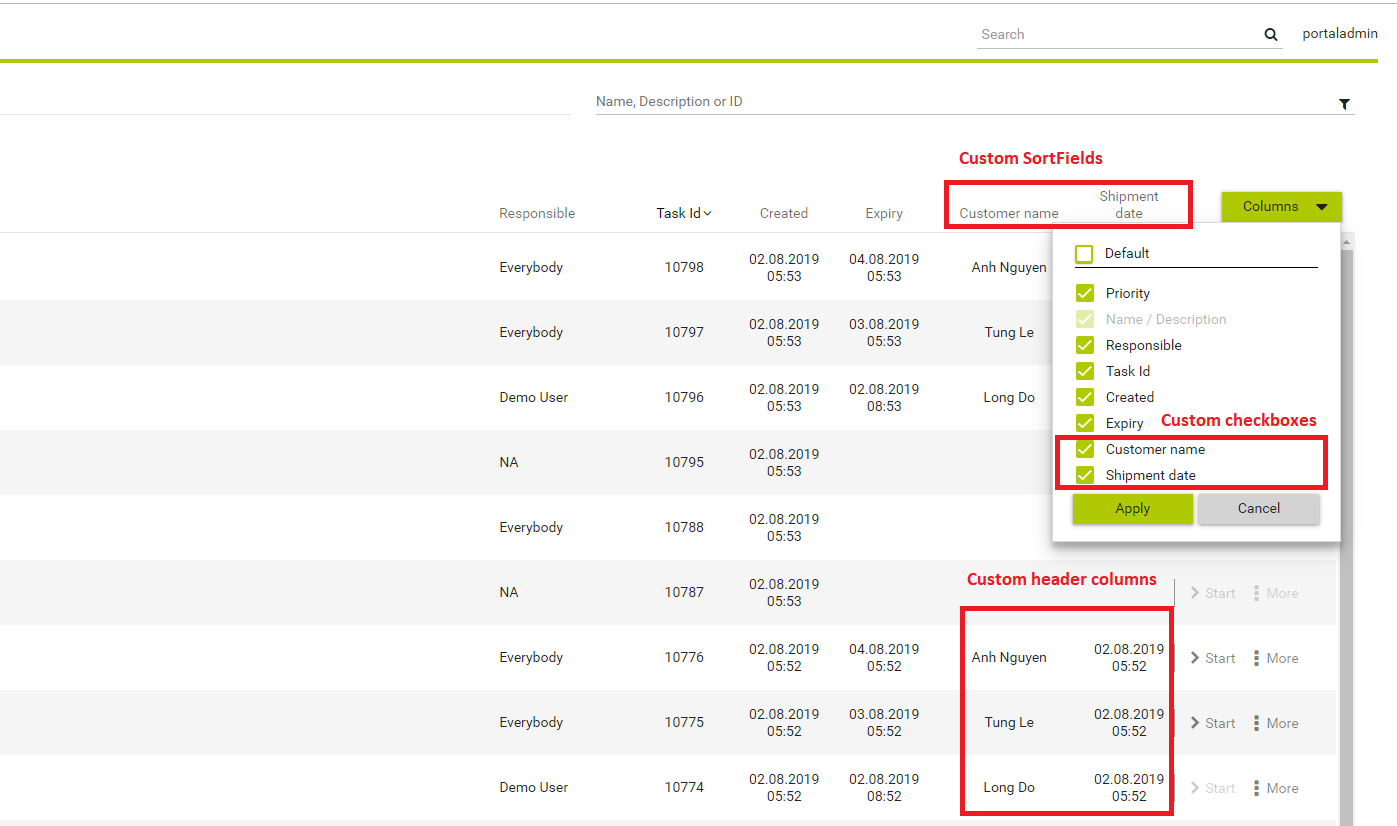 Search
portaladmin
Name, Description or ID
Custom SortFields
Responsible Task Id Created Expiry Customer name Shipment
date
Columns
Default
Priority
Name / Description
Responsible
Task Id
Created
Expiry
Custom checkboxes
Customer name
Shipment date
Apply Cancel
Everybody 10798 02.08.2019 04.08.2019 Anh Nguyen
05:53 05:53
Everybody 10797 02.08.2019 03.08.2019 Tung Le
05:53 05:53
Demo User 10796 02.08.2019 02.08.2019 Long Do
05:53 08:53
NA 10795 02.08.2019
05:53
Everybody 10788 02.08.2019
05:53
Custom header columns
NA 10787 02.08.2019 Start More
05:53
Everybody 10776 02.08.2019 04.08.2019 Anh Nguyen 02.08.2019 Start More
05:52 05:52 05:52
Everybody 10775 02.08.2019 03.08.2019 Tung Le 02.08.2019 Start More
05:52 05:52 05:52
Demo User 10774 02.08.2019 02.08.2019 Long Do 02.08.2019 Start More
05:52 08:52 05:52